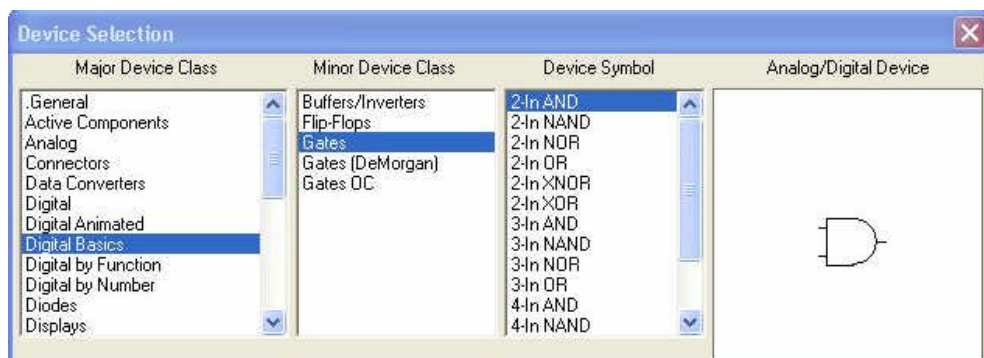 Device Selection
Major Device Class
Minor Device Class
Device Symbol
Analog/Digital Device
.General
Active Components
Analog
Connectors
Data Converters
Digital
Digital Animated
Digital Basics
Digital by Function
Digital by Number
Diodes
Displays
Buffers/Inverters
Flip-Flops
Gates
Gates (DeMorgan)
Gates OC
2-In AND
2-In NAND
2-In NOR
2-In OR
2-In XNOR
2-In XOR
3-In AND
3-In NAND
3-In NOR
3-In OR
4-In AND
4-In NAND